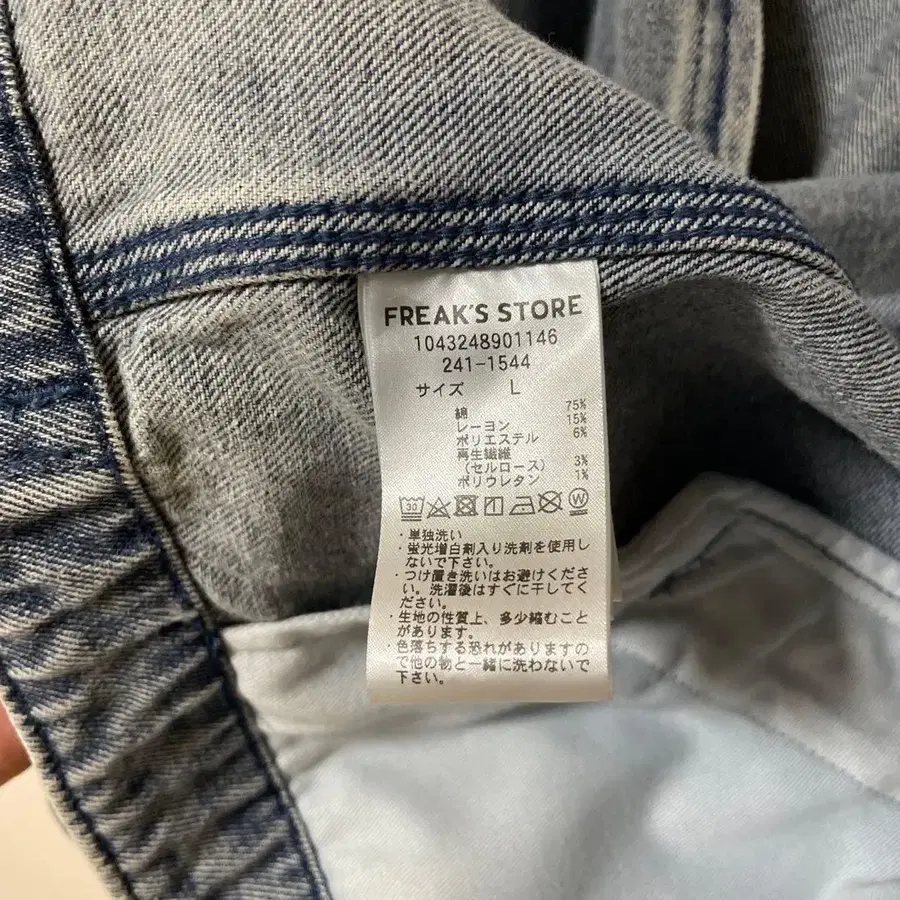 FREAK'S STORE
1043248901146
241-1544
サイズ L
綿 75%
レーヨン 15%
ポリエステル 6%
再生繊維
(セルロース) 3%
ポリウレタン 1%
30 W
・単独洗い
・蛍光増白剤入り洗剤を使用し
ないで下さい。
・つけ置き洗いはお避けくださ
い。洗濯後はすぐに干してく
ださい。
・生地の性質上、多少縮むこと
があります。
・色落ちする恐れがありますの
で他の物と一緒に洗わないで
下さい。